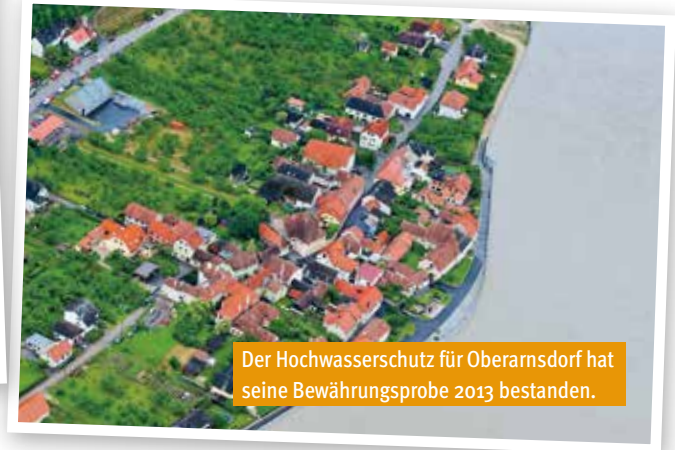 Der Hochwasserschutz für Oberarnsdorf hat
seine Bewährungsprobe 2013 bestanden.